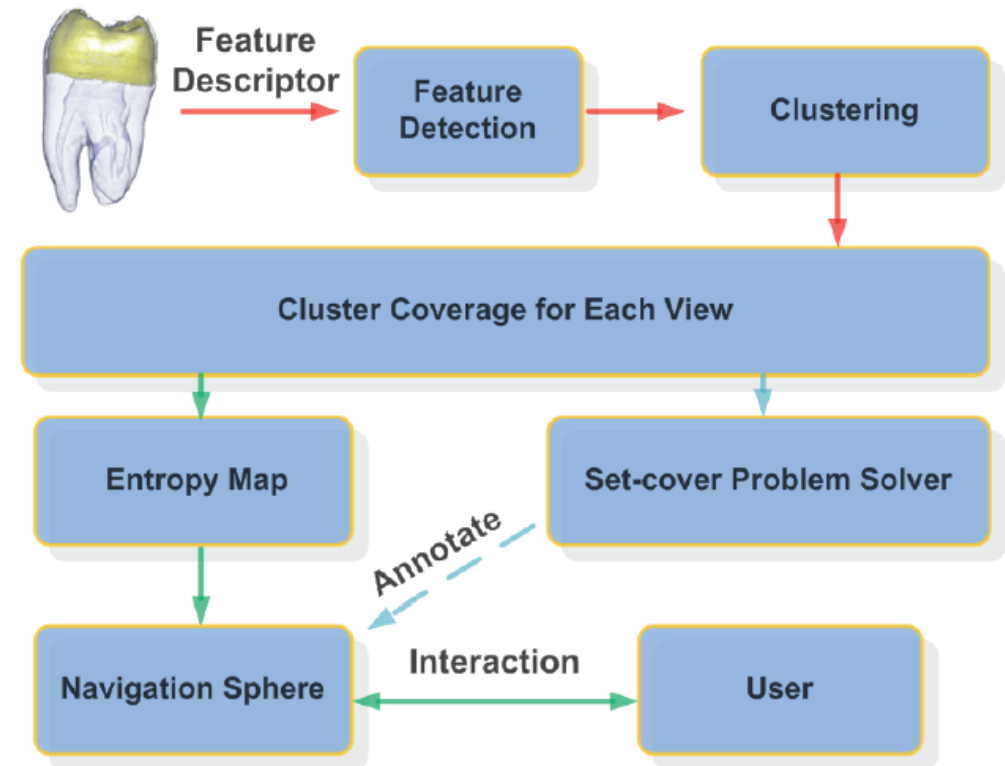 Feature
Descriptor
Feature
Detection
Clustering
Cluster Coverage for Each View
Entropy Map
Set-cover Problem Solver
Annotate
Navigation Sphere
Interaction
User